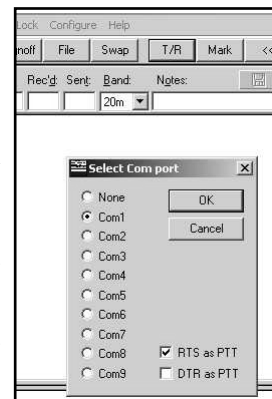 Lock Configure Help
noff File Swap T/R Mark <<
Rec'd: Sent: Band: Notes:
20m
Select Com port
None
Com1
Com2
Com3
Com4
Com5
Com6
Com7
Com8
Com9
OK
Cancel
RTS as PTT
DTR as PTT